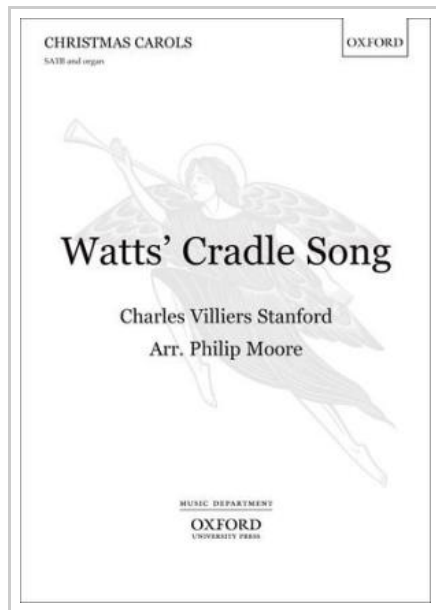 CHRISTMAS CAROLS
OXFORD
SATB and organ
Watts' Cradle Song
Charles Villiers Stanford
Arr. Philip Moore
MUSIC DEPARTMENT
OXFORD
UNIVERSITY PRESS